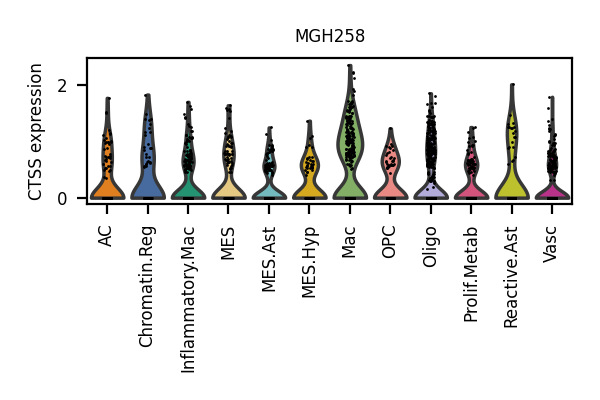 MGH258
CTSS expression
2
0
AC
Chromatin.Reg
Inflammatory.Mac
MES
MES.Ast
MES.Hyp
Mac
OPC
Oligo
Prolif.Metab
Reactive.Ast
Vasc